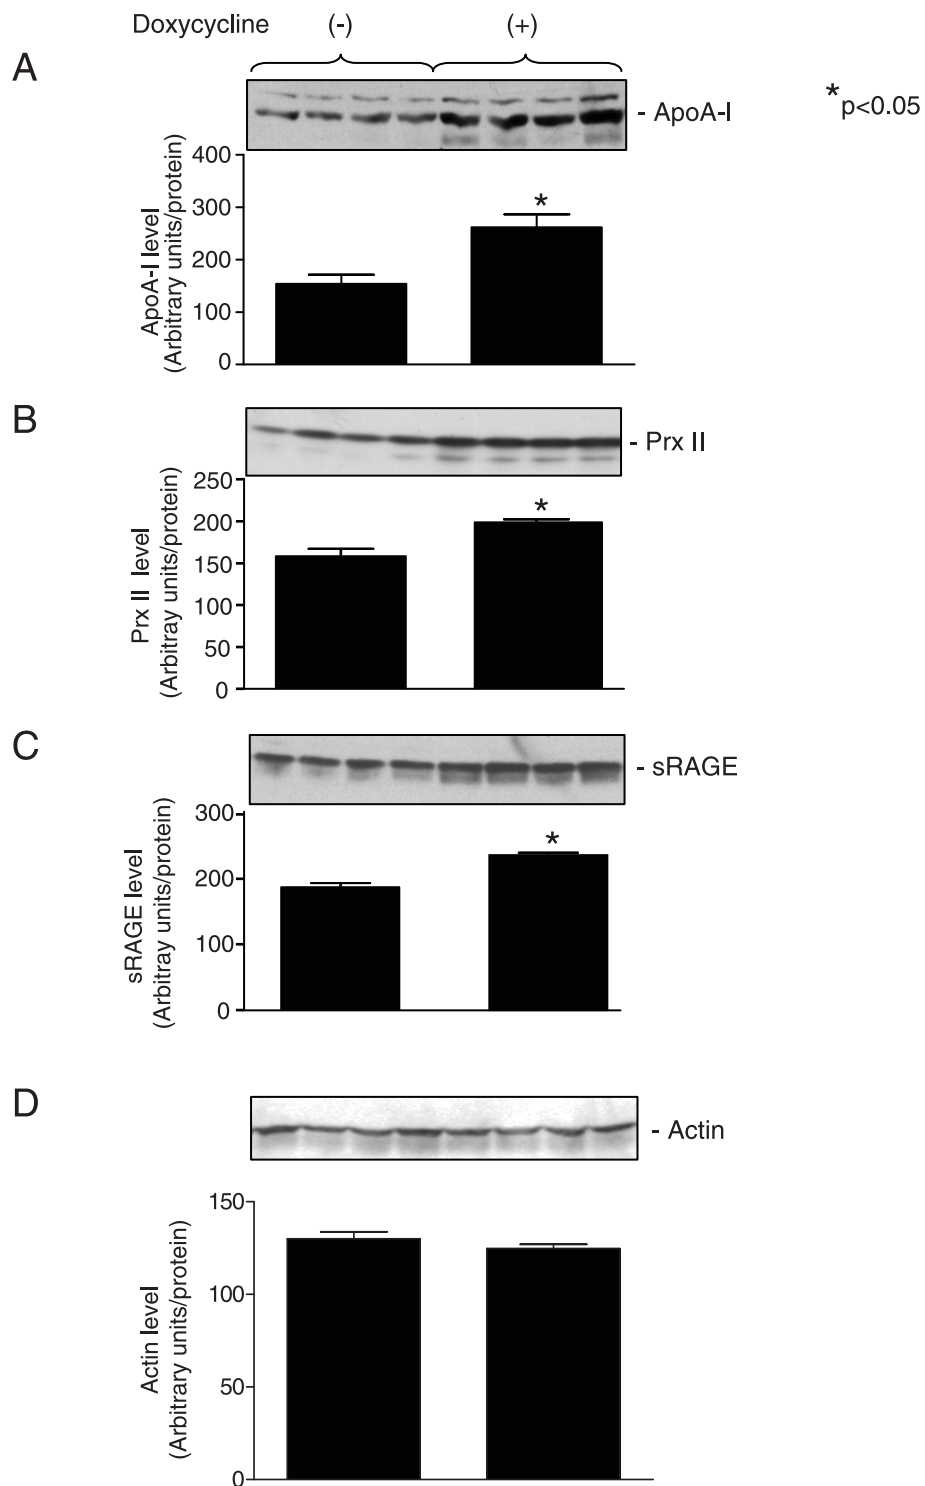 Doxycycline (-) (+)
A
- ApoA-I
* p<0.05
400
300
200
100
0
ApoA-I level
(Arbitrary units/protein)
*
B
- Prx II
250
200
150
100
50
0
Prx II level
(Arbitray units/protein)
*
C
- sRAGE
300
200
100
0
sRAGE level
(Arbitray units/protein)
*
D
- Actin
150
100
50
0
Actin level
(Arbitrary units/protein)